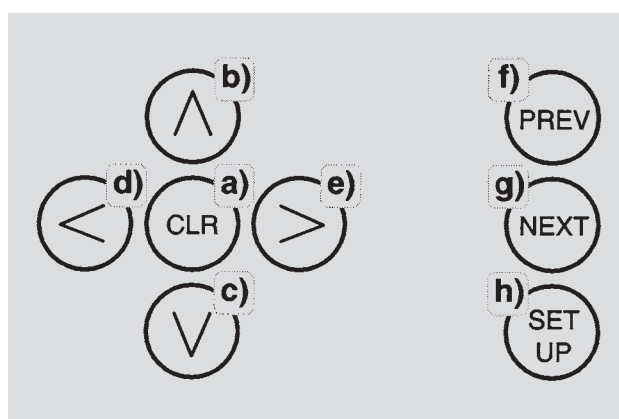 b)
∧
d)
<
a)
CLR
e)
>
c)
∨
f)
PREV
g)
NEXT
h)
SET
UP